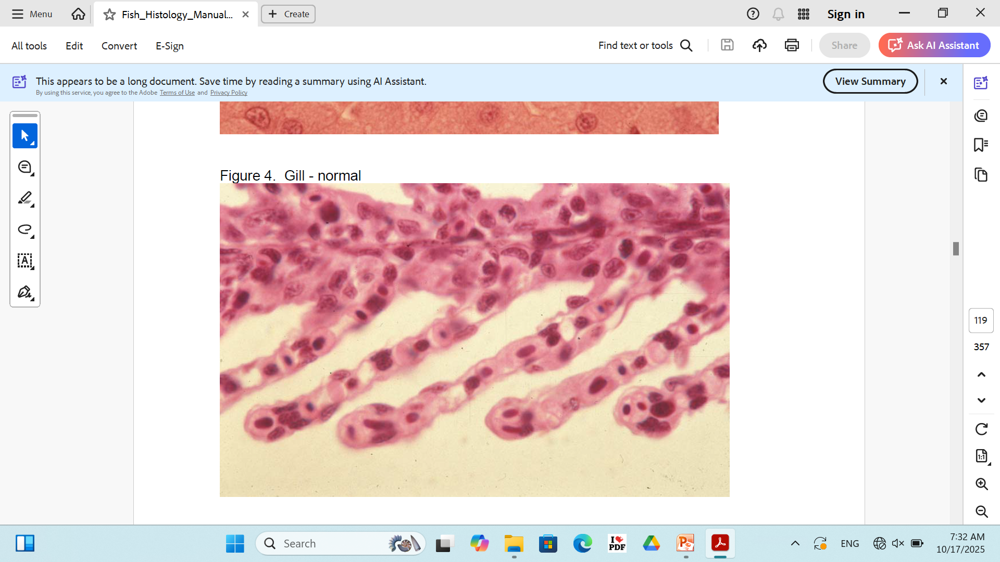 Menu
Fish_Histology_Manual...
Create
Sign in
All tools
Edit
Convert
E-Sign
Find text or tools
Share
Ask AI Assistant
This appears to be a long document. Save time by reading a summary using AI Assistant.
By using this service, you agree to the Adobe Terms of Use and Privacy Policy
View Summary
Figure 4. Gill - normal
119
357
1:1
Search
I PDF
ENG
7:32 AM
10/17/2025